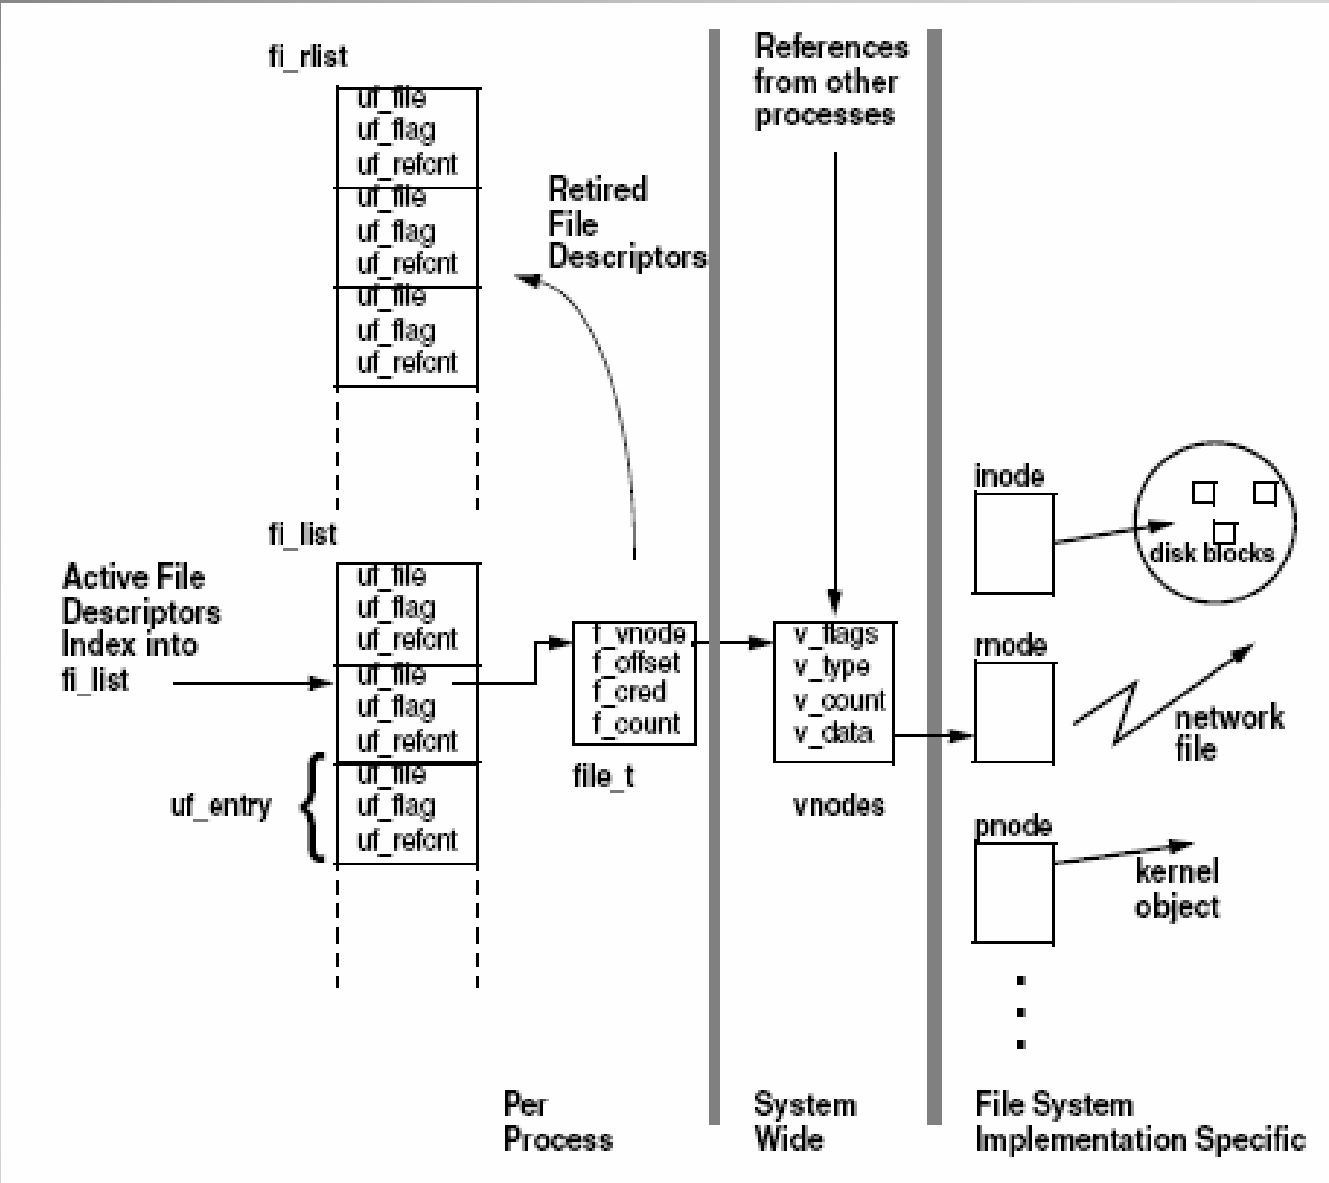 fi_rlist
uf_file
uf_flag
uf_refcnt
uf_file
uf_flag
uf_refcnt
uf_file
uf_flag
uf_refcnt
Retired
File
Descriptors
References
from other
processes
fi_list
Active File
Descriptors
Index into
fi_list
uf_file
uf_flag
uf_refcnt
uf_file
uf_flag
uf_refcnt
uf_file
uf_flag
uf_refcnt
uf_entry
f_vnode
f_offset
f_cred
f_count
file_t
v_flags
v_type
v_count
v_data
vnodes
inode
disk blocks
rnode
network
file
pnode
kernel
object
Per
Process
System
Wide
File System
Implementation Specific